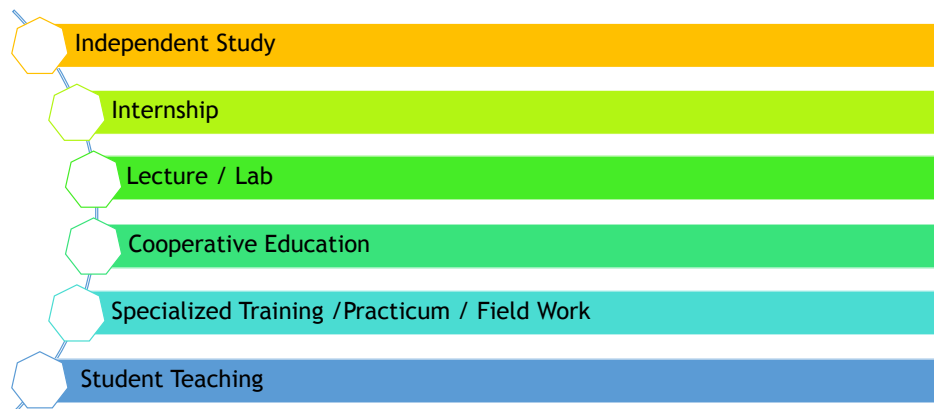 Independent Study
Internship
Lecture / Lab
Cooperative Education
Specialized Training /Practicum / Field Work
Student Teaching